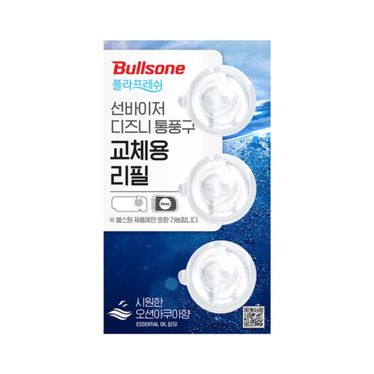 Bullsone
폴라프레쉬
선바이저
디즈니 통풍구
교체용
리필
※ 불스원 제품에만 호환 가능합니다.
시원한
오션아쿠아향
ESSENTIAL OIL 함유